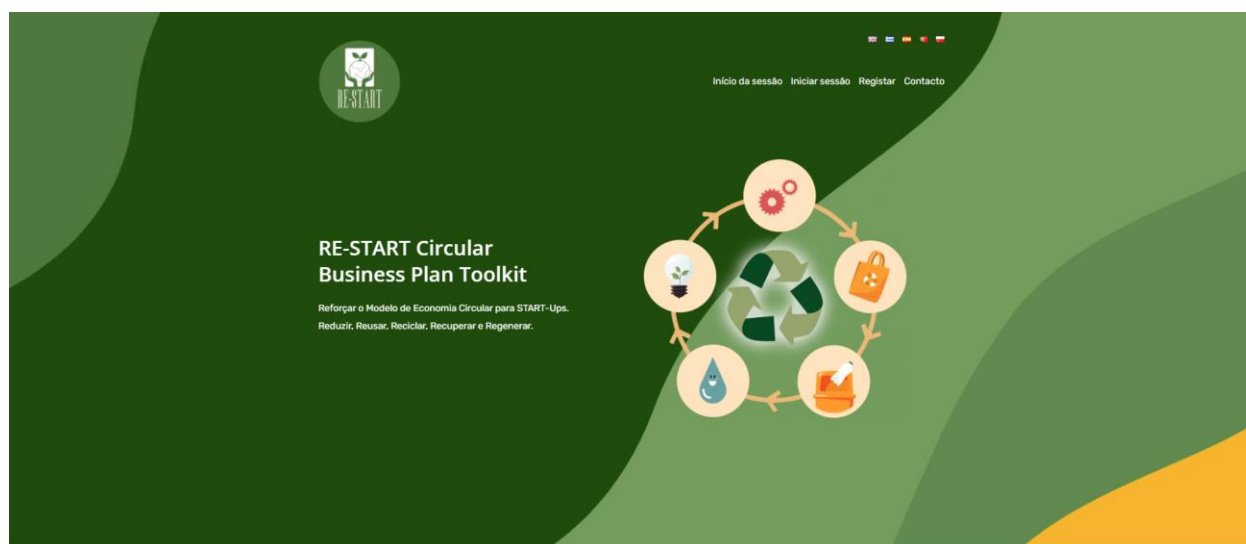 RE-START
Início da sessão Iniciar sessão Registar Contacto
RE-START Circular
Business Plan Toolkit
Reforçar o Modelo de Economia Circular para START-Ups.
Reduzir, Reusar, Reciclar, Recuperar e Regenerar.